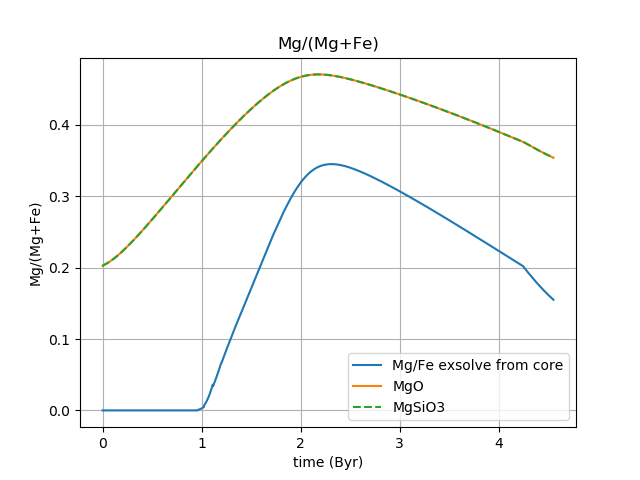 Mg/(Mg+Fe)
Mg/(Mg+Fe)
0.4
0.3
0.2
0.1
0.0
Mg/Fe exsolve from core
MgO
MgSiO3
0 1 2 3 4
time (Byr)